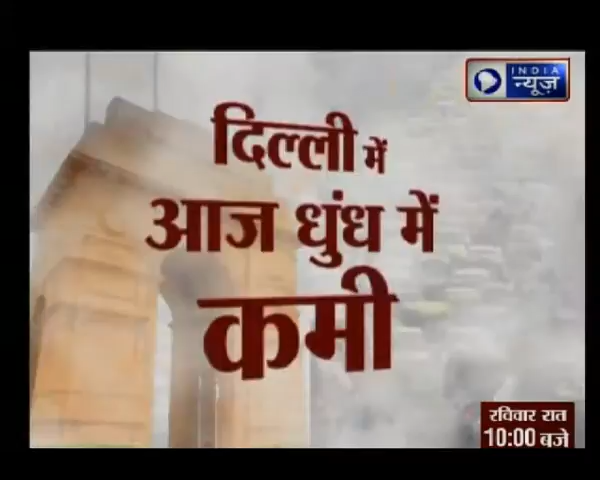 INDIA
न्यूज़
दिल्ली में
आज धुंध में
कमी
रविवार रात
10:00 बजे